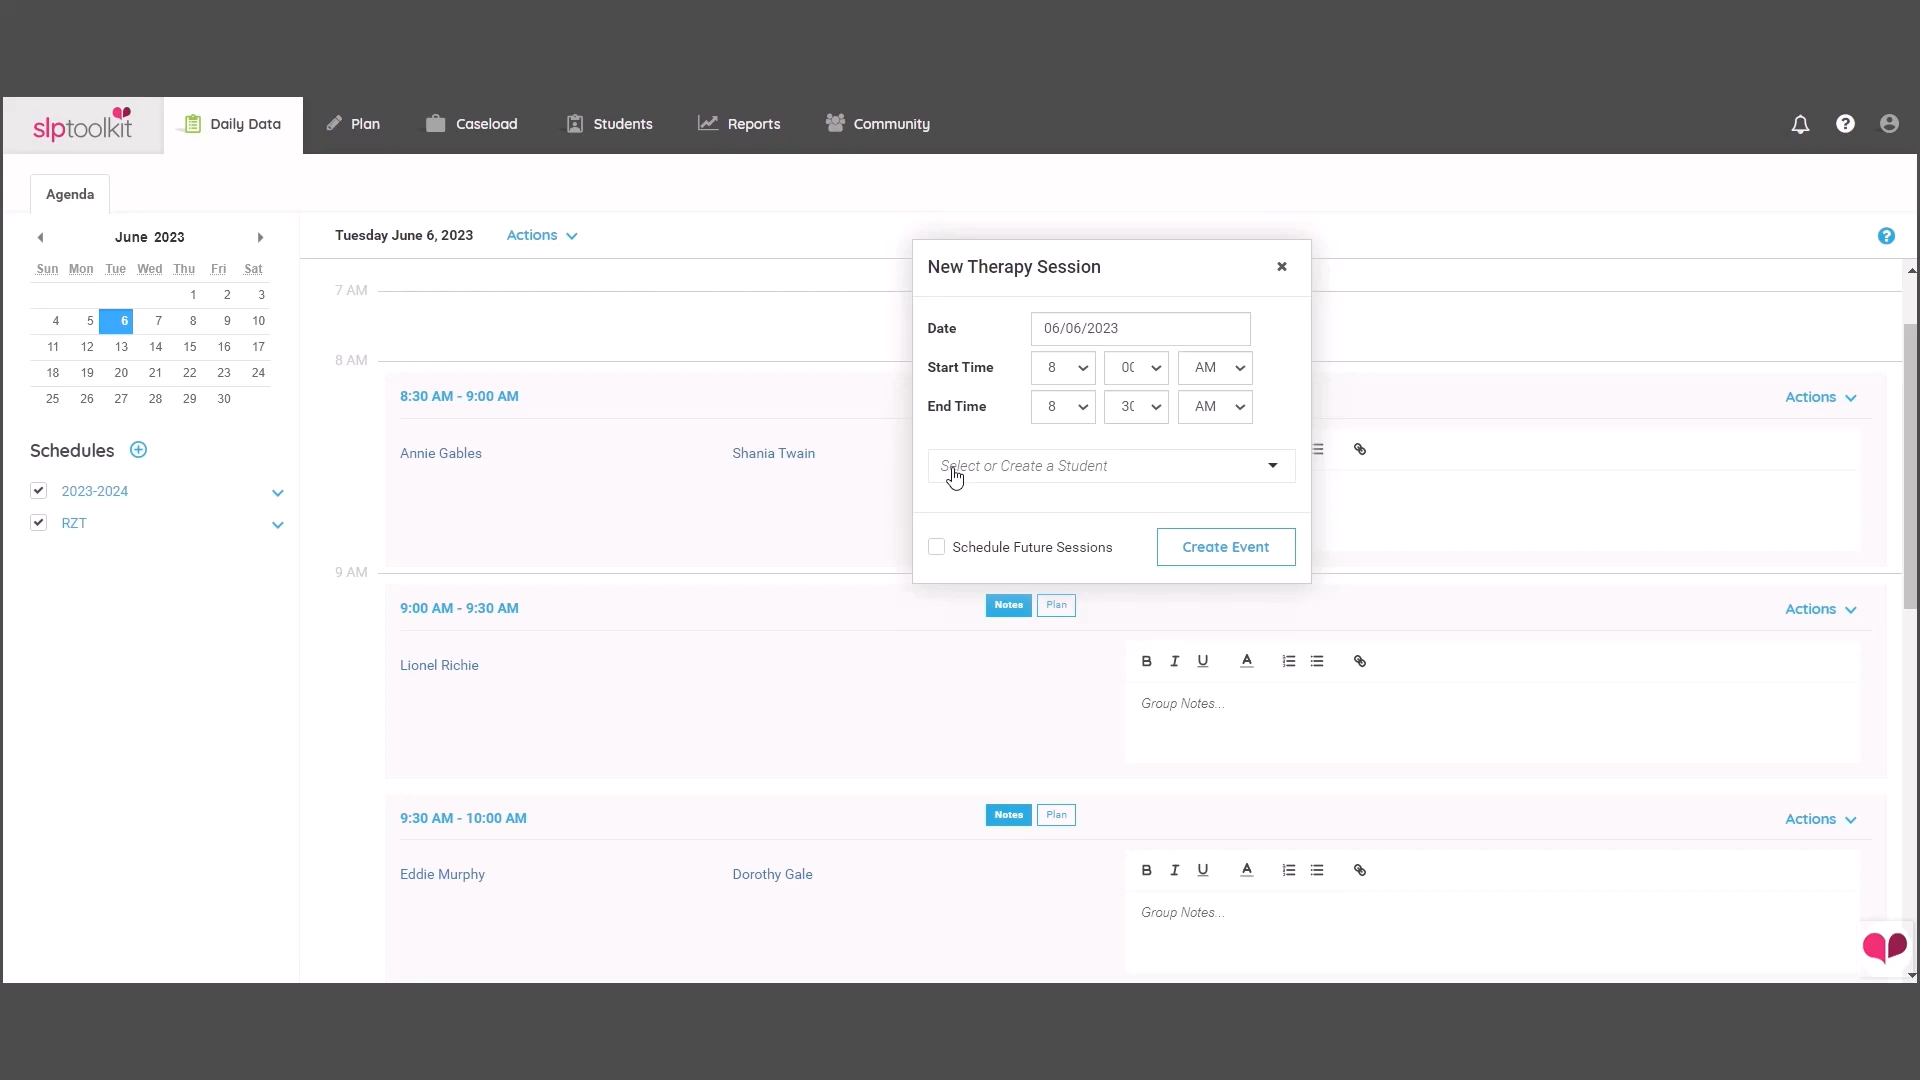 slptoolkit
Daily Data
Plan
Caseload
Students
Reports
Community
Agenda
June 2023
Sun Mon Tue Wed Thu Fri Sat
1 2 3
4 5 6 7 8 9 10
11 12 13 14 15 16 17
18 19 20 21 22 23 24
25 26 27 28 29 30
Schedules
2023-2024
RZT
Tuesday June 6, 2023
Actions
7 AM
8 AM
8:30 AM - 9:00 AM
Actions
Annie Gables
Shania Twain
New Therapy Session
Date
06/06/2023
Start Time
8 00 AM
End Time
8 30 AM
Select or Create a Student
Schedule Future Sessions
Create Event
9 AM
9:00 AM - 9:30 AM
Notes
Plan
Actions
Lionel Richie
B I U A
Group Notes...
9:30 AM - 10:00 AM
Notes
Plan
Actions
Eddie Murphy
Dorothy Gale
B I U A
Group Notes...